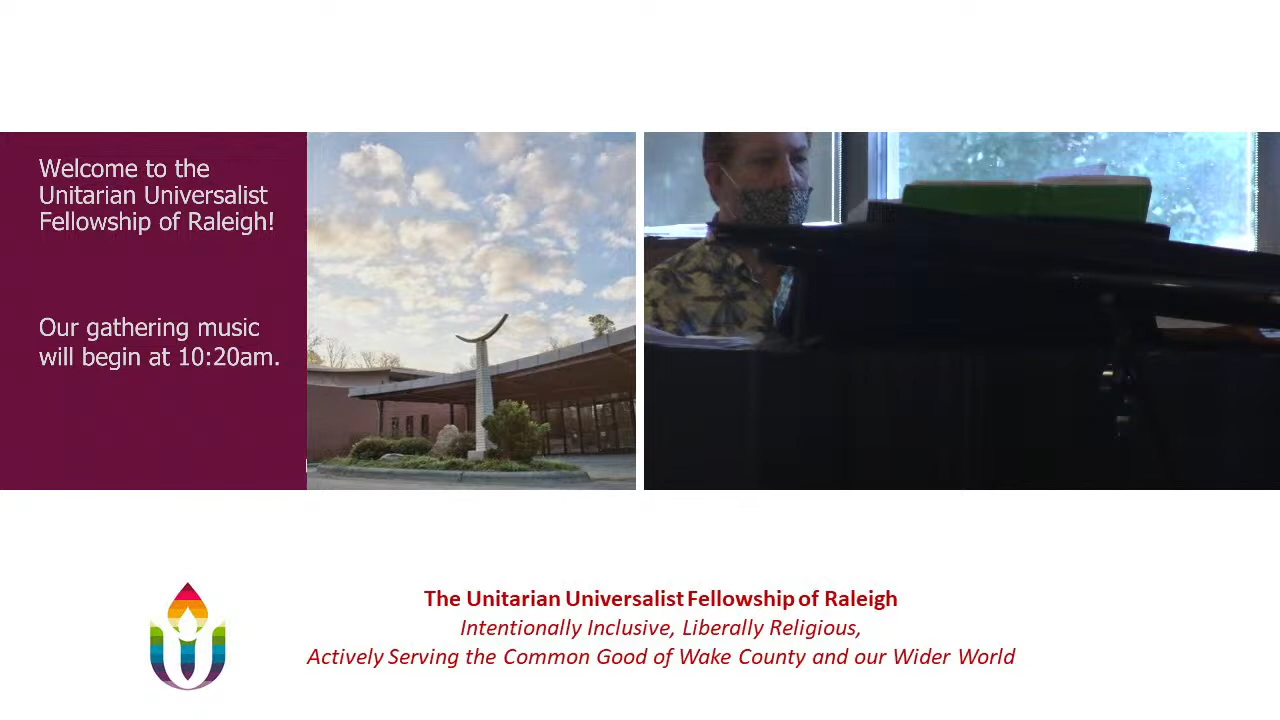 Welcome to the
Unitarian Universalist
Fellowship of Raleigh!
Our gathering music
will begin at 10:20am.
The Unitarian Universalist Fellowship of Raleigh
Intentionally Inclusive, Liberally Religious,
Actively Serving the Common Good of Wake County and our Wider World